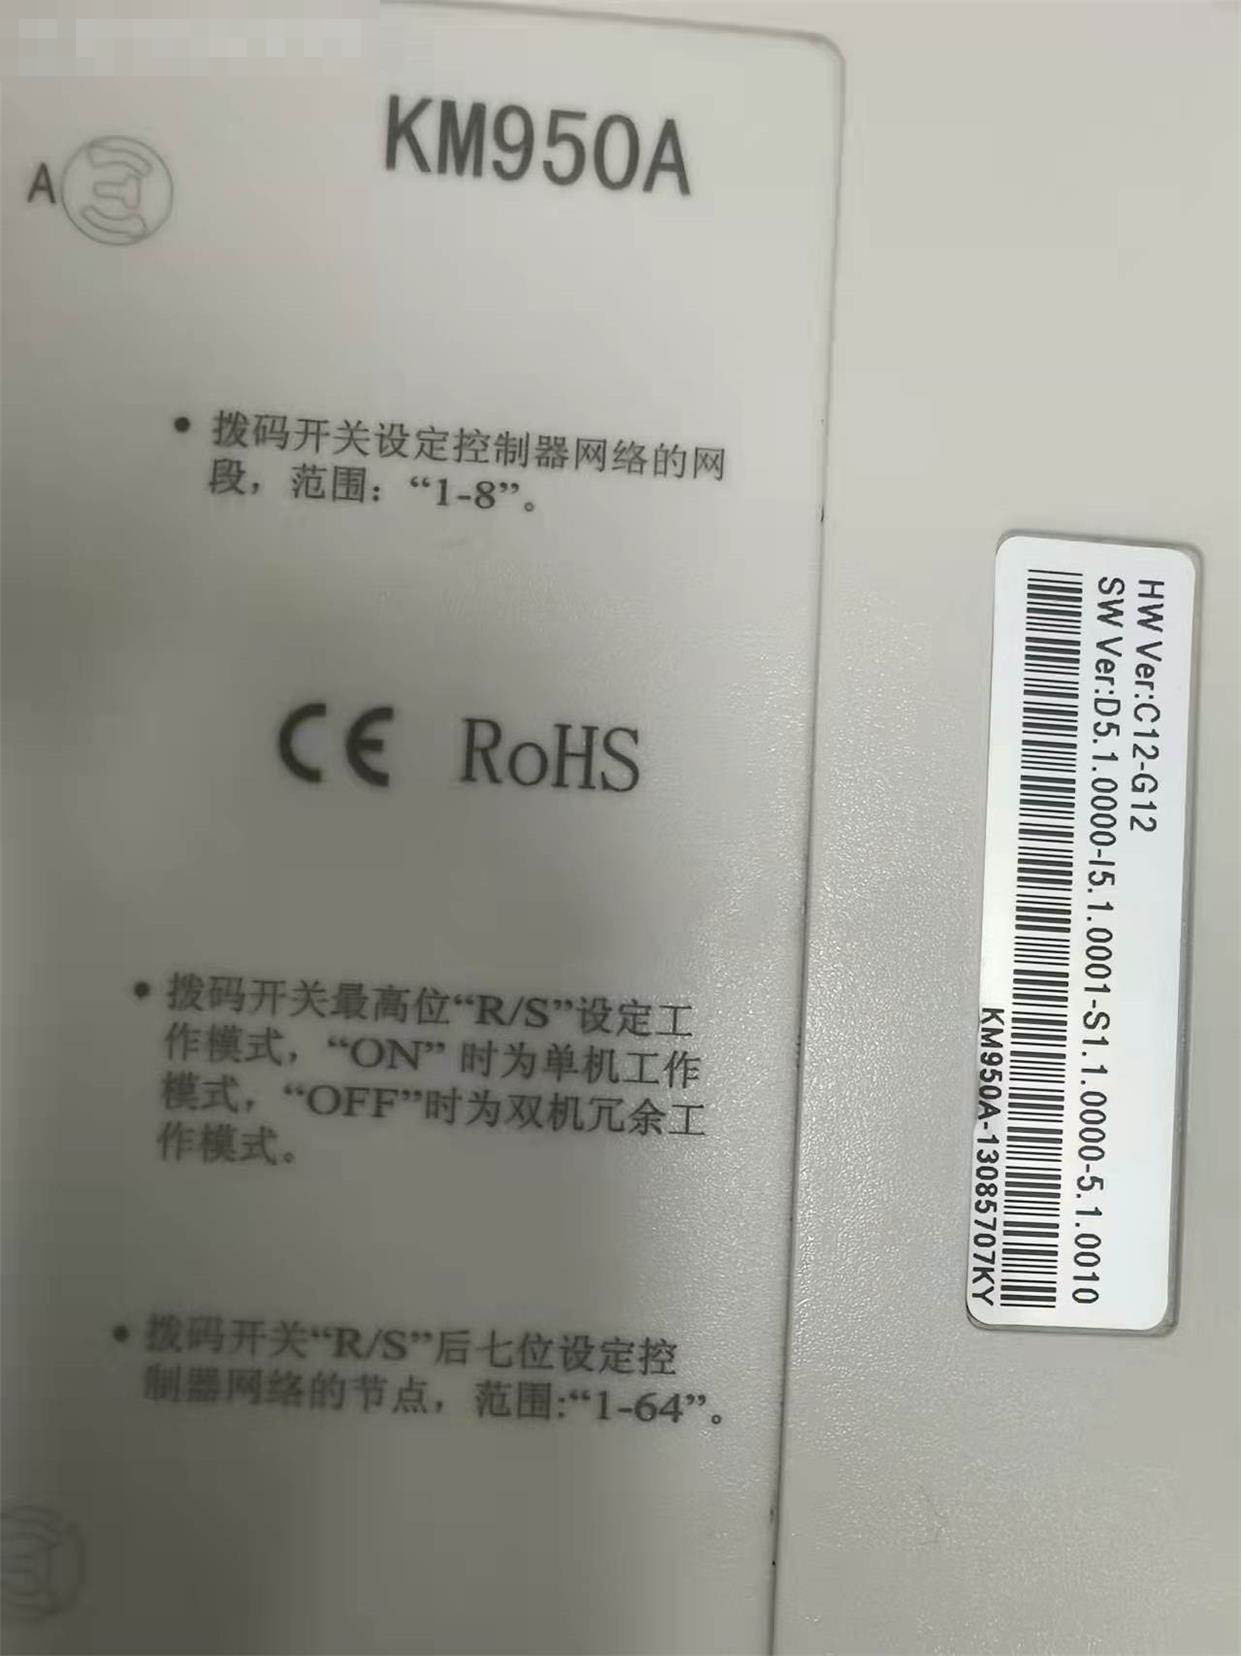 KM950A
A
• 拨码开关设定控制器网络的网
段，范围：“1-8”。
CE RoHS
• 拨码开关最高位“R/S”设定工
作模式，“ON” 时为单机工作
模式，“OFF”时为双机冗余工
作模式。
• 拨码开关“R/S”后七位设定控
制器网络的节点，范围:“1-64”。
HW Ver:C12-G12
SW Ver:D5.1.0000-I5.1.0001-S1.1.0000-5.1.0010
KM950A-13085707KY